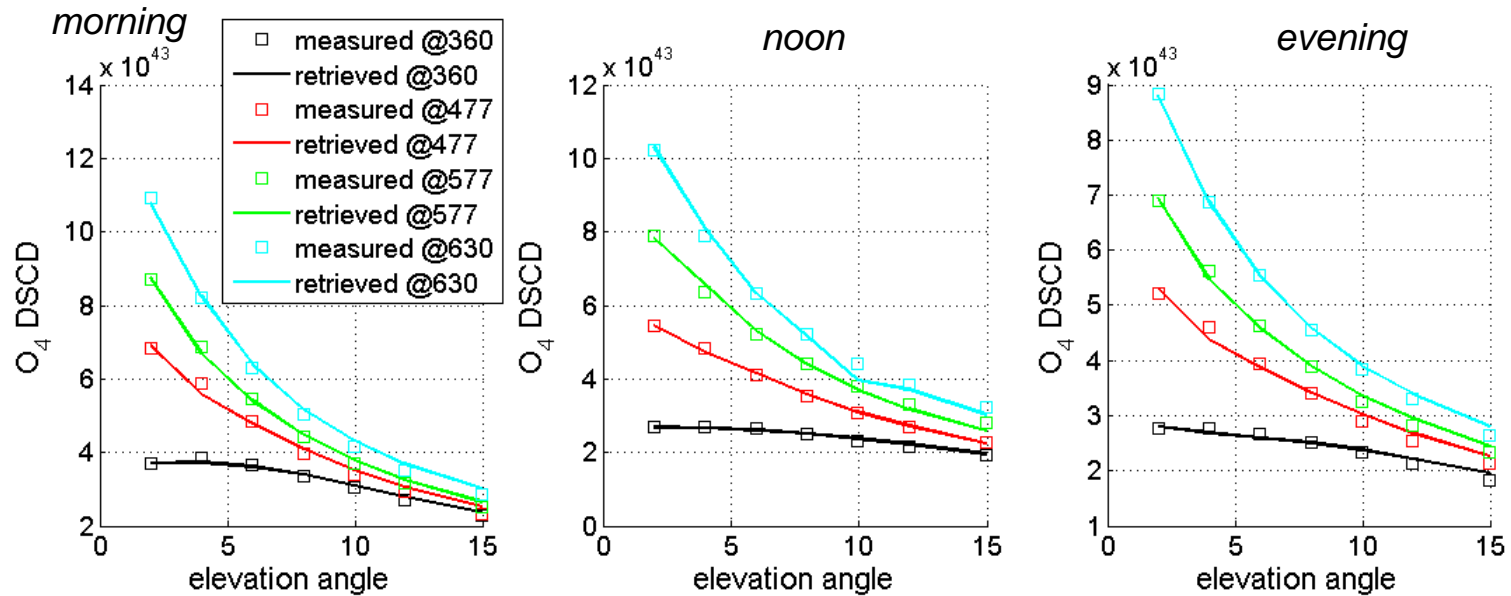 morning
x 10^43
14
12
10
8
6
4
2
0
5
10
15
O4 DSCD
elevation angle
measured @360
retrieved @360
measured @477
retrieved @477
measured @577
retrieved @577
measured @630
retrieved @630
noon
x 10^43
12
10
8
6
4
2
0
0
5
10
15
O4 DSCD
elevation angle
evening
x 10^43
9
8
7
6
5
4
3
2
1
0
5
10
15
O4 DSCD
elevation angle